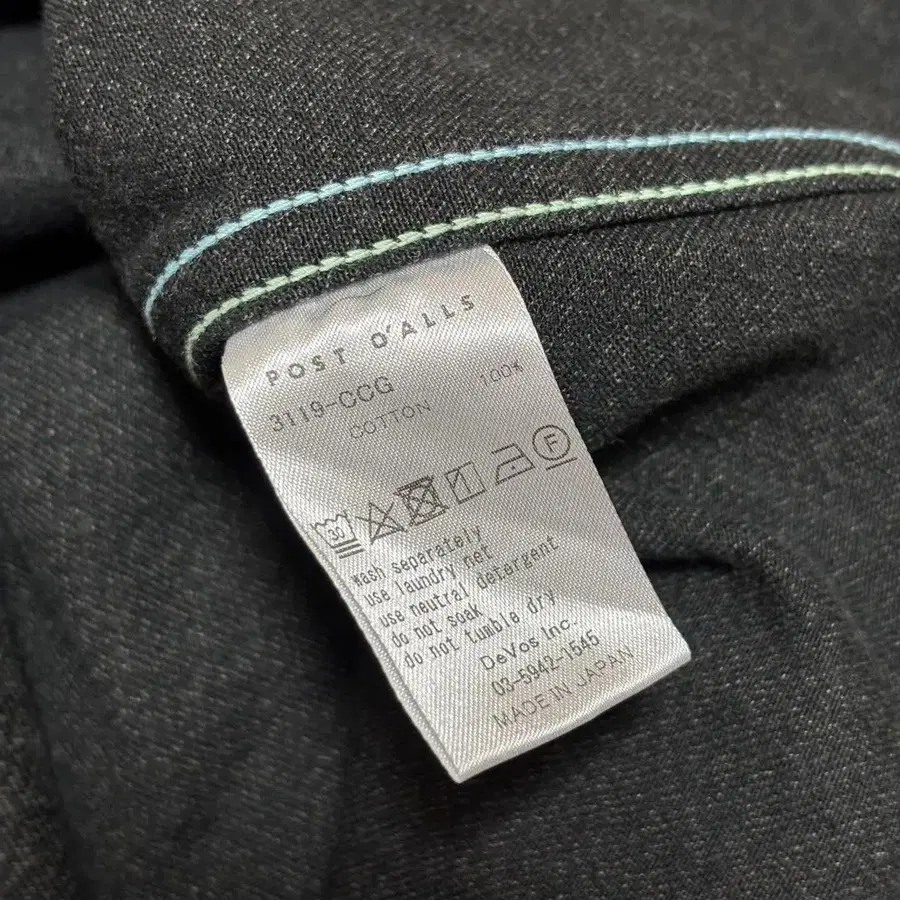 POST O'ALLS
3119-CCG
COTTON 100%
30 F
wash separately
use laundry net
use neutral detergent
do not soak
do not tumble dry
DeVos Inc.
03-5942-1545
MADE IN JAPAN